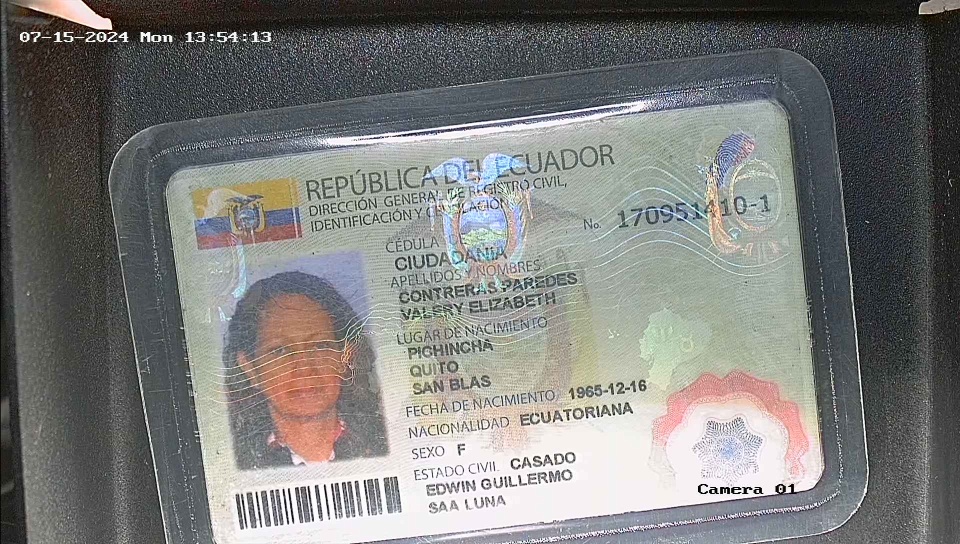 07-15-2024 Mon 13:54:13
REPÚBLICA DEL ECUADOR
DIRECCIÓN GENERAL DE REGISTRO CIVIL,
IDENTIFICACIÓN Y CEDULACIÓN
No. 170951410-1
CÉDULA
CIUDADANÍA
APELLIDOS Y NOMBRES
CONTRERAS PAREDES
VALERY ELIZABETH
LUGAR DE NACIMIENTO
PICHINCHA
QUITO
SAN BLAS
FECHA DE NACIMIENTO 1965-12-16
NACIONALIDAD ECUATORIANA
SEXO F
ESTADO CIVIL CASADO
EDWIN GUILLERMO
SAA LUNA
Camera 01